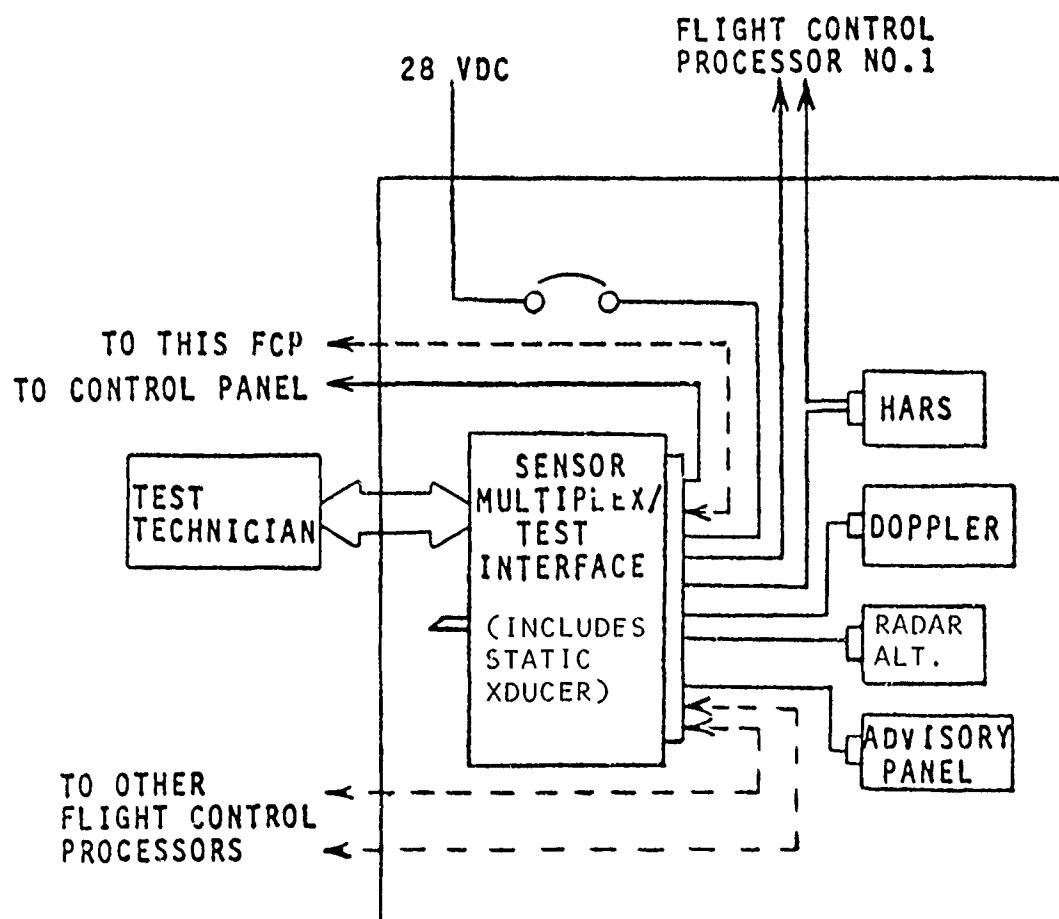 FLIGHT CONTROL
PROCESSOR NO.1
28 VDC
TO THIS FCP
TO CONTROL PANEL
HARS
SENSOR
MULTIPLEX/
TEST
INTERFACE
(INCLUDES
STATIC
XDUCER)
TEST
TECHNICIAN
DOPPLER
RADAR
ALT.
ADVISORY
PANEL
TO OTHER
FLIGHT CONTROL
PROCESSORS